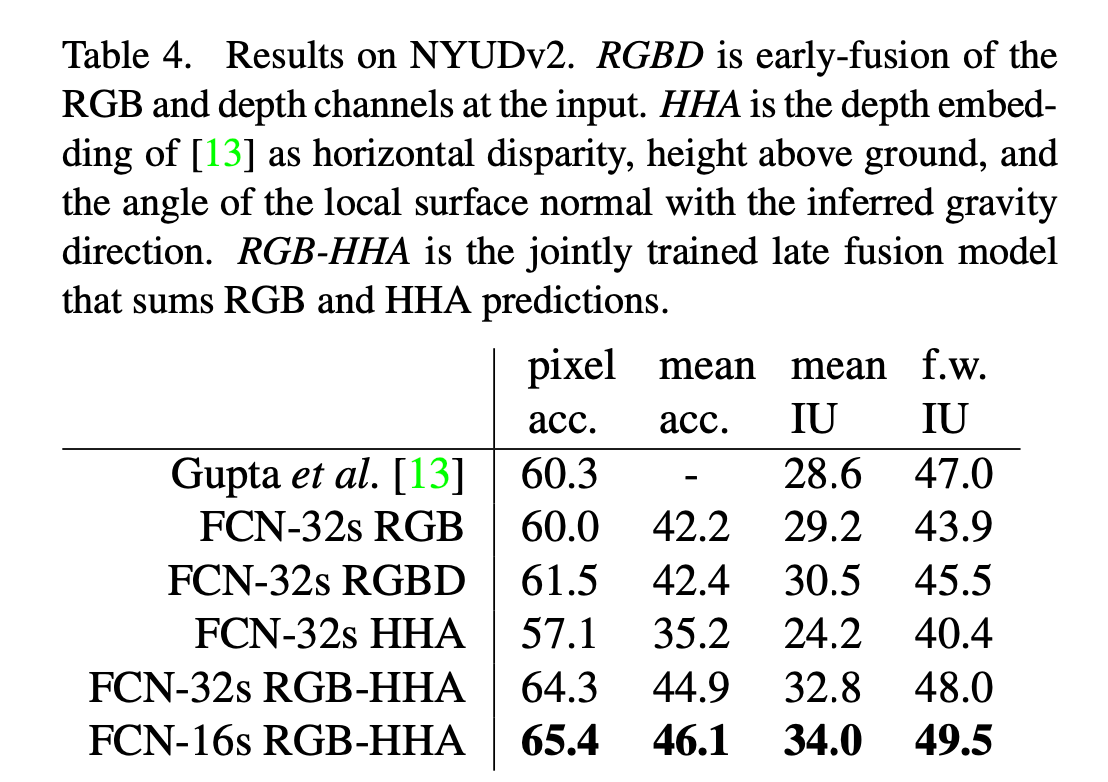 Table 4. Results on NYUDv2. RGBD is early-fusion of the
RGB and depth channels at the input. HHA is the depth embed-
ding of [13] as horizontal disparity, height above ground, and
the angle of the local surface normal with the inferred gravity
direction. RGB-HHA is the jointly trained late fusion model
that sums RGB and HHA predictions.
pixel mean mean f.w.
acc. acc. IU IU
Gupta et al. [13] 60.3 - 28.6 47.0
FCN-32s RGB 60.0 42.2 29.2 43.9
FCN-32s RGBD 61.5 42.4 30.5 45.5
FCN-32s HHA 57.1 35.2 24.2 40.4
FCN-32s RGB-HHA 64.3 44.9 32.8 48.0
FCN-16s RGB-HHA 65.4 46.1 34.0 49.5